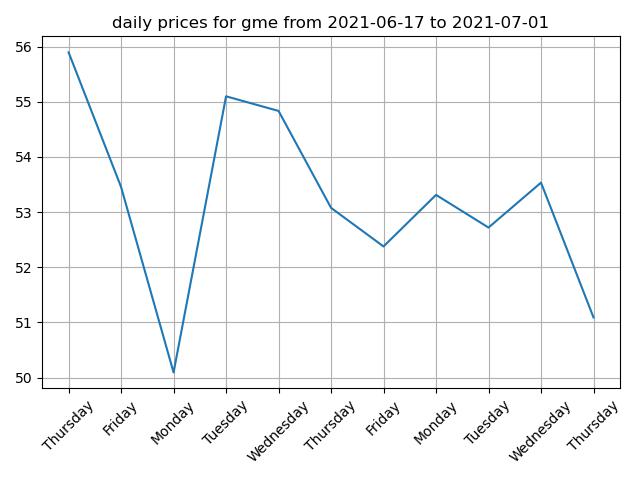 daily prices for gme from 2021-06-17 to 2021-07-01
56
55
54
53
52
51
50
Thursday
Friday
Monday
Tuesday
Wednesday
Thursday
Friday
Monday
Tuesday
Wednesday
Thursday